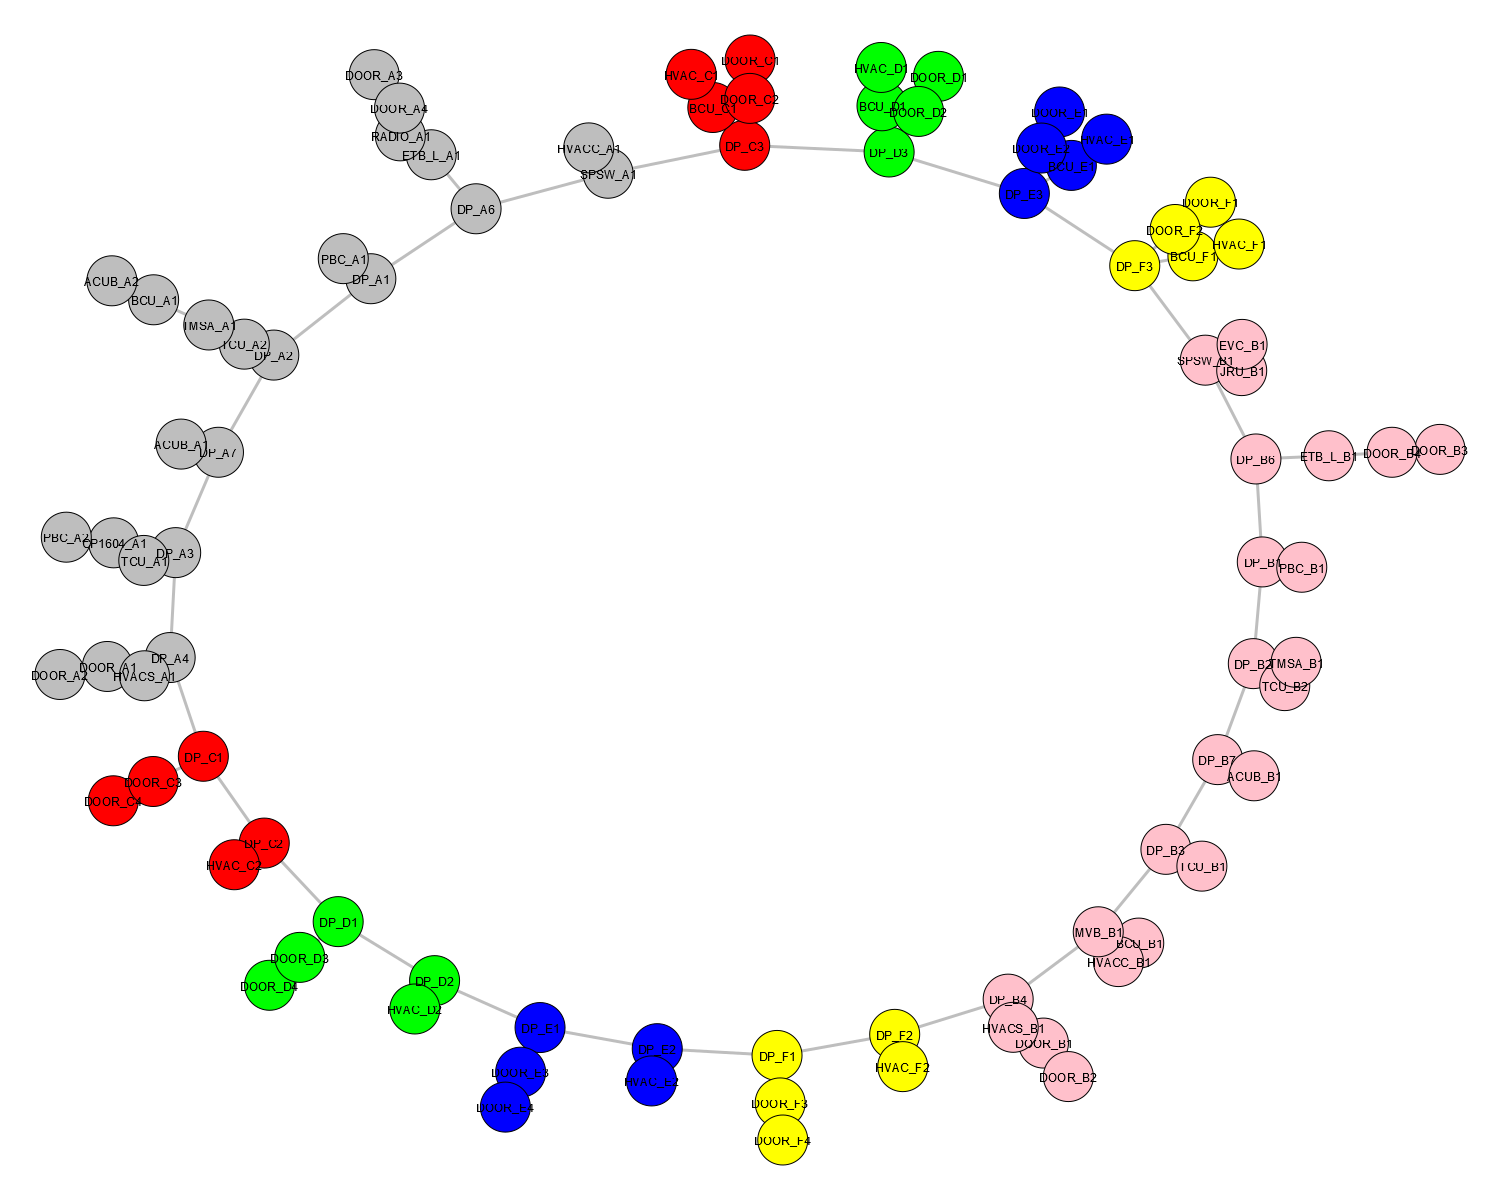 DOOR_C1
HVAC_D1
HVAC_C1
DOOR_A3
DOOR_D1
DOOR_C2
BCU_D1
BCU_C1
DOOR_A4
DOOR_D2
DOOR_E1
RADIO_A1
HVAC_E1
DP_C3
HVACC_A1
DOOR_E2
DP_D3
ETB_L_A1
BCU_E1
SPSW_A1
DP_E3
DOOR_F1
DP_A6
DOOR_F2
HVAC_F1
BCU_F1
PBC_A1
DP_F3
DP_A1
ACUB_A2
BCU_A1
TMSA_A1
TCU_A2
EVC_B1
DP_A2
SPSW_B1
JRU_B1
ACUB_A1
DP_A7
DOOR_B3
DOOR_B4
ETB_L_B1
DP_B6
PBC_A2
CP1604_A1
DP_A3
TCU_A1
DP_B1
PBC_B1
DP_A4
DOOR_A1
DOOR_A2
HVACS_A1
DP_B2
TMSA_B1
TCU_B2
DP_C1
DP_B7
ACUB_B1
DOOR_C3
DOOR_C4
DP_C2
HVAC_C2
DP_B3
TCU_B1
DP_D1
MVB_B1
BCU_B1
HVACC_B1
DOOR_D3
DOOR_D4
DP_D2
HVAC_D2
DP_B4
HVACS_B1
DP_E1
DP_F2
DOOR_B1
DP_E2
DP_F1
HVAC_F2
DOOR_E3
HVAC_E2
DOOR_B2
DOOR_F3
DOOR_E4
DOOR_F4